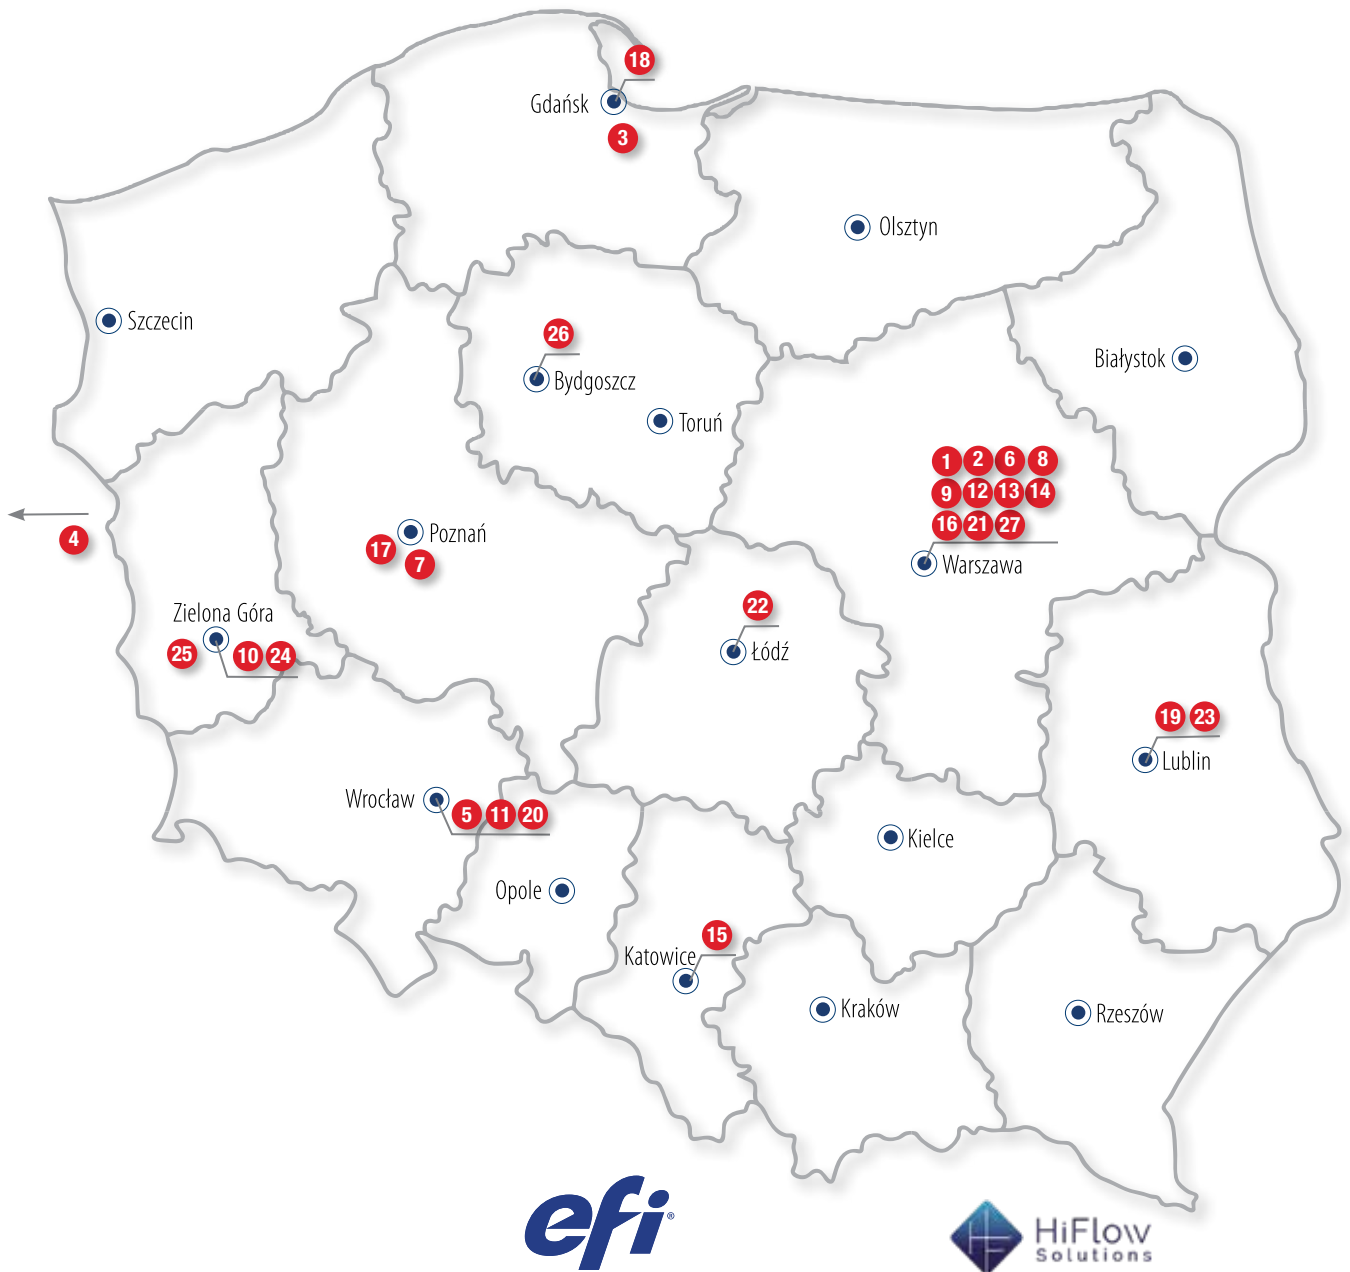 18
Gdańsk
3
Olsztyn
Szczecin
26
Białystok
Bydgoszcz
Toruń
1 2 6 8
9 12 13 14
16 21 27
4
Poznań
17
7
Warszawa
22
Zielona Góra
25
10 24
Łódź
19 23
Lublin
Wrocław
5 11 20
Kielce
Opole
15
Katowice
Kraków
Rzeszów
efi®
HiFlow
Solutions